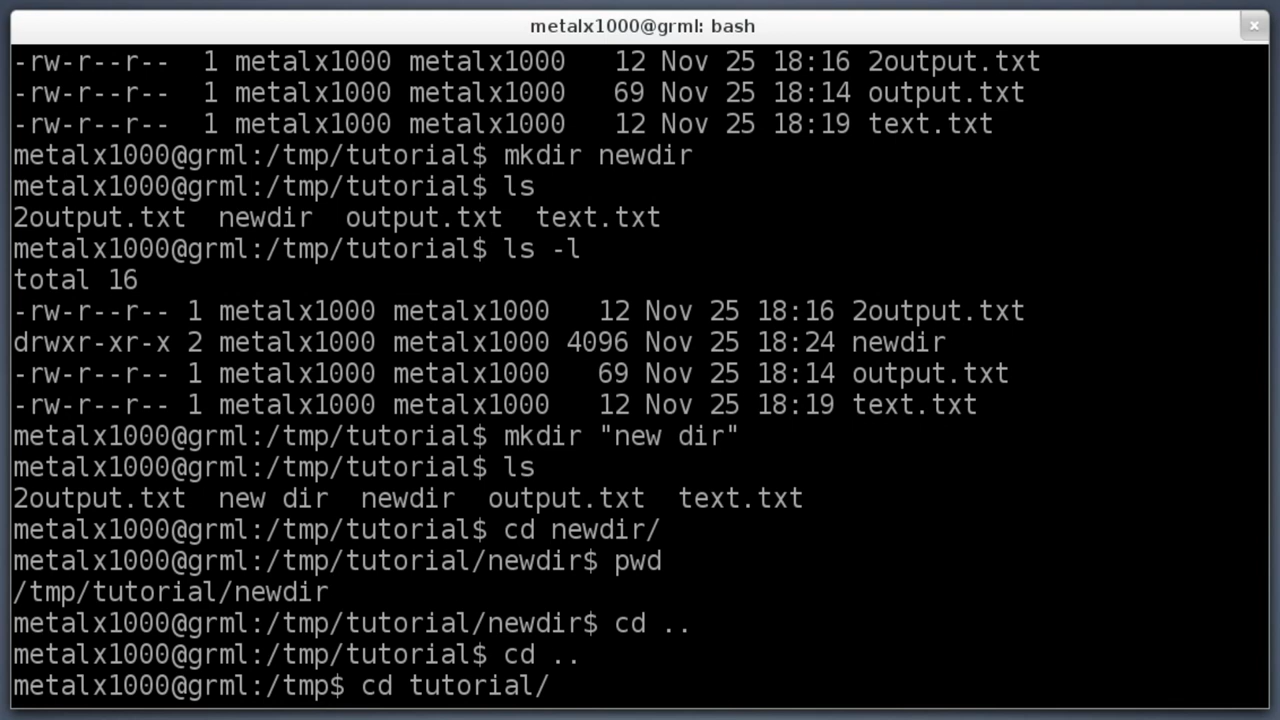 metalx1000@grml: bash
-rw-r--r--  1 metalx1000 metalx1000   12 Nov 25 18:16 2output.txt
-rw-r--r--  1 metalx1000 metalx1000   69 Nov 25 18:14 output.txt
-rw-r--r--  1 metalx1000 metalx1000   12 Nov 25 18:19 text.txt
metalx1000@grml:/tmp/tutorial$ mkdir newdir
metalx1000@grml:/tmp/tutorial$ ls
2output.txt  newdir  output.txt  text.txt
metalx1000@grml:/tmp/tutorial$ ls -l
total 16
-rw-r--r-- 1 metalx1000 metalx1000   12 Nov 25 18:16 2output.txt
drwxr-xr-x 2 metalx1000 metalx1000 4096 Nov 25 18:24 newdir
-rw-r--r-- 1 metalx1000 metalx1000   69 Nov 25 18:14 output.txt
-rw-r--r-- 1 metalx1000 metalx1000   12 Nov 25 18:19 text.txt
metalx1000@grml:/tmp/tutorial$ mkdir "new dir"
metalx1000@grml:/tmp/tutorial$ ls
2output.txt  new dir  newdir  output.txt  text.txt
metalx1000@grml:/tmp/tutorial$ cd newdir/
metalx1000@grml:/tmp/tutorial/newdir$ pwd
/tmp/tutorial/newdir
metalx1000@grml:/tmp/tutorial/newdir$ cd ..
metalx1000@grml:/tmp/tutorial$ cd ..
metalx1000@grml:/tmp$ cd tutorial/